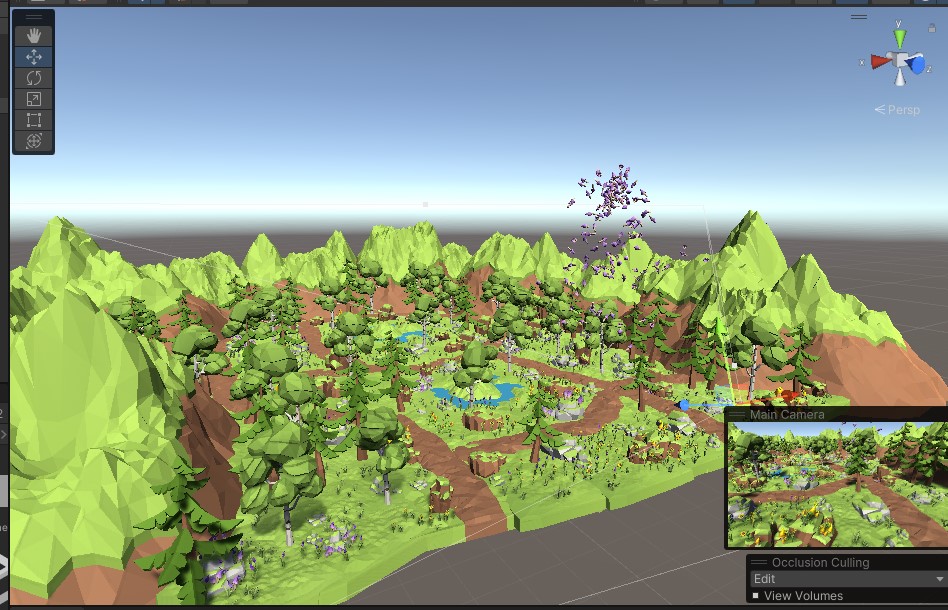 y
x
z
Persp
Main Camera
Occlusion Culling
Edit
View Volumes